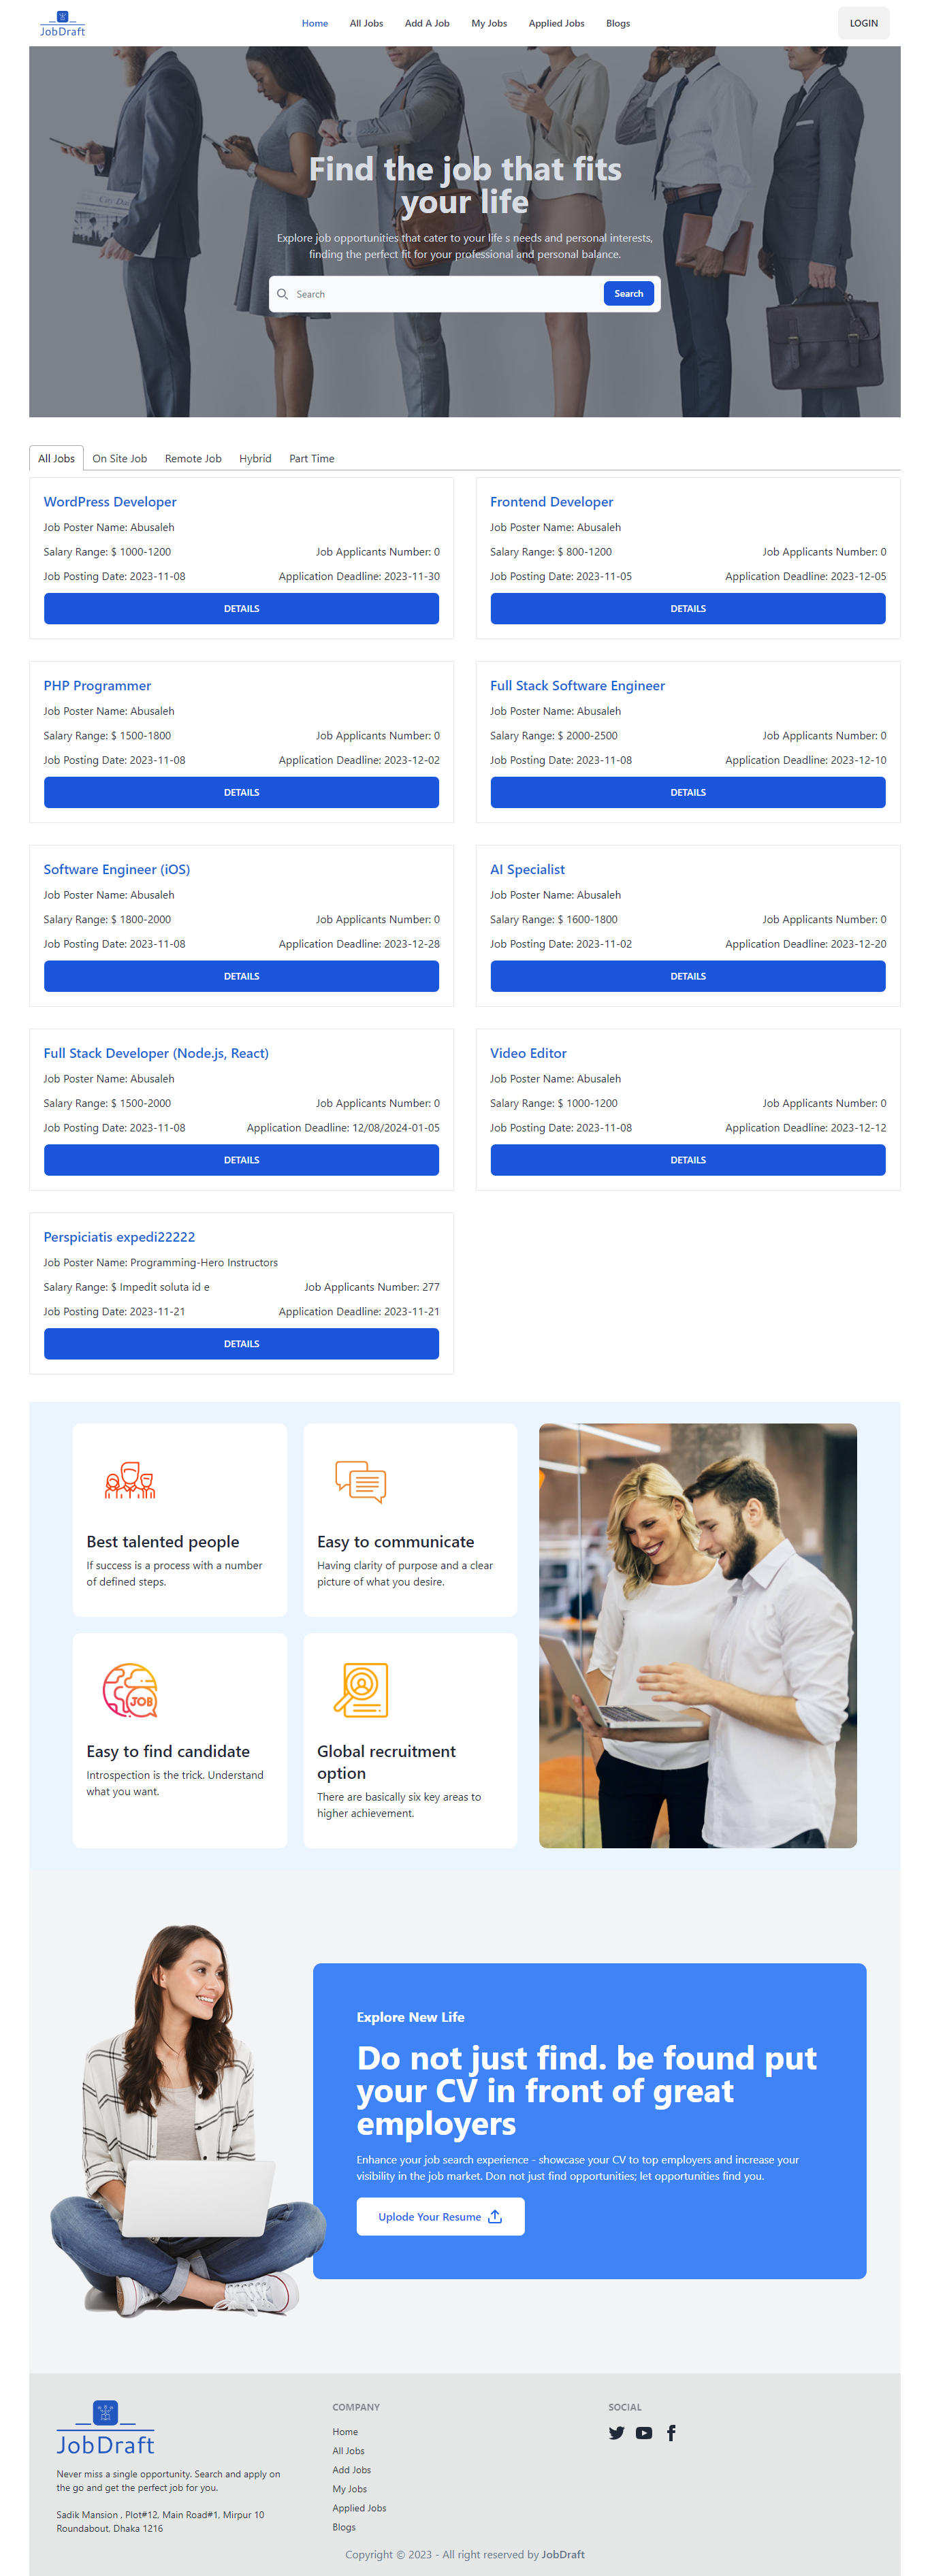 JobDraft
Home All Jobs Add A Job My Jobs Applied Jobs Blogs
LOGIN
Find the job that fits
your life
Explore job opportunities that cater to your life s needs and personal interests,
finding the perfect fit for your professional and personal balance.
Search
Search
All Jobs On Site Job Remote Job Hybrid Part Time
WordPress Developer
Job Poster Name: Abusaleh
Salary Range: $ 1000-1200 Job Applicants Number: 0
Job Posting Date: 2023-11-08 Application Deadline: 2023-11-30
DETAILS
Frontend Developer
Job Poster Name: Abusaleh
Salary Range: $ 800-1200 Job Applicants Number: 0
Job Posting Date: 2023-11-05 Application Deadline: 2023-12-05
DETAILS
PHP Programmer
Job Poster Name: Abusaleh
Salary Range: $ 1500-1800 Job Applicants Number: 0
Job Posting Date: 2023-11-08 Application Deadline: 2023-12-02
DETAILS
Full Stack Software Engineer
Job Poster Name: Abusaleh
Salary Range: $ 2000-2500 Job Applicants Number: 0
Job Posting Date: 2023-11-08 Application Deadline: 2023-12-10
DETAILS
Software Engineer (iOS)
Job Poster Name: Abusaleh
Salary Range: $ 1800-2000 Job Applicants Number: 0
Job Posting Date: 2023-11-08 Application Deadline: 2023-12-28
DETAILS
AI Specialist
Job Poster Name: Abusaleh
Salary Range: $ 1600-1800 Job Applicants Number: 0
Job Posting Date: 2023-11-02 Application Deadline: 2023-12-20
DETAILS
Full Stack Developer (Node.js, React)
Job Poster Name: Abusaleh
Salary Range: $ 1500-2000 Job Applicants Number: 0
Job Posting Date: 2023-11-08 Application Deadline: 12/08/2024-01-05
DETAILS
Video Editor
Job Poster Name: Abusaleh
Salary Range: $ 1000-1200 Job Applicants Number: 0
Job Posting Date: 2023-11-08 Application Deadline: 2023-12-12
DETAILS
Perspiciatis expedi22222
Job Poster Name: Programming-Hero Instructors
Salary Range: $ Impedit soluta id e Job Applicants Number: 277
Job Posting Date: 2023-11-21 Application Deadline: 2023-11-21
DETAILS
Best talented people
If success is a process with a number
of defined steps.
Easy to communicate
Having clarity of purpose and a clear
picture of what you desire.
JOB
Easy to find candidate
Introspection is the trick. Understand
what you want.
Global recruitment
option
There are basically six key areas to
higher achievement.
Explore New Life
Do not just find. be found put
your CV in front of great
employers
Enhance your job search experience - showcase your CV to top employers and increase your
visibility in the job market. Don not just find opportunities; let opportunities find you.
Uplode Your Resume
JobDraft
Never miss a single opportunity. Search and apply on
the go and get the perfect job for you.
Sadik Mansion , Plot#12, Main Road#1, Mirpur 10
Roundabout, Dhaka 1216
COMPANY
Home
All Jobs
Add Jobs
My Jobs
Applied Jobs
Blogs
SOCIAL
Copyright © 2023 - All right reserved by JobDraft